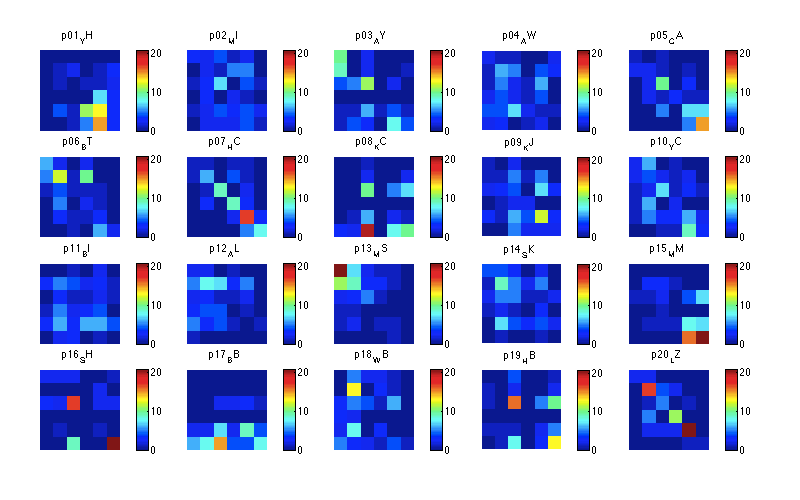 p01YH p02MI p03AY p04AW p05CA
20 20 20 20 20
10 10 10 10 10
0 0 0 0 0
p06BT p07HC p08KC p09KJ p10YC
20 20 20 20 20
10 10 10 10 10
0 0 0 0 0
p11BI p12AL p13MS p14SK p15MM
20 20 20 20 20
10 10 10 10 10
0 0 0 0 0
p16SH p17BB p18WB p19HB p20LZ
20 20 20 20 20
10 10 10 10 10
0 0 0 0 0